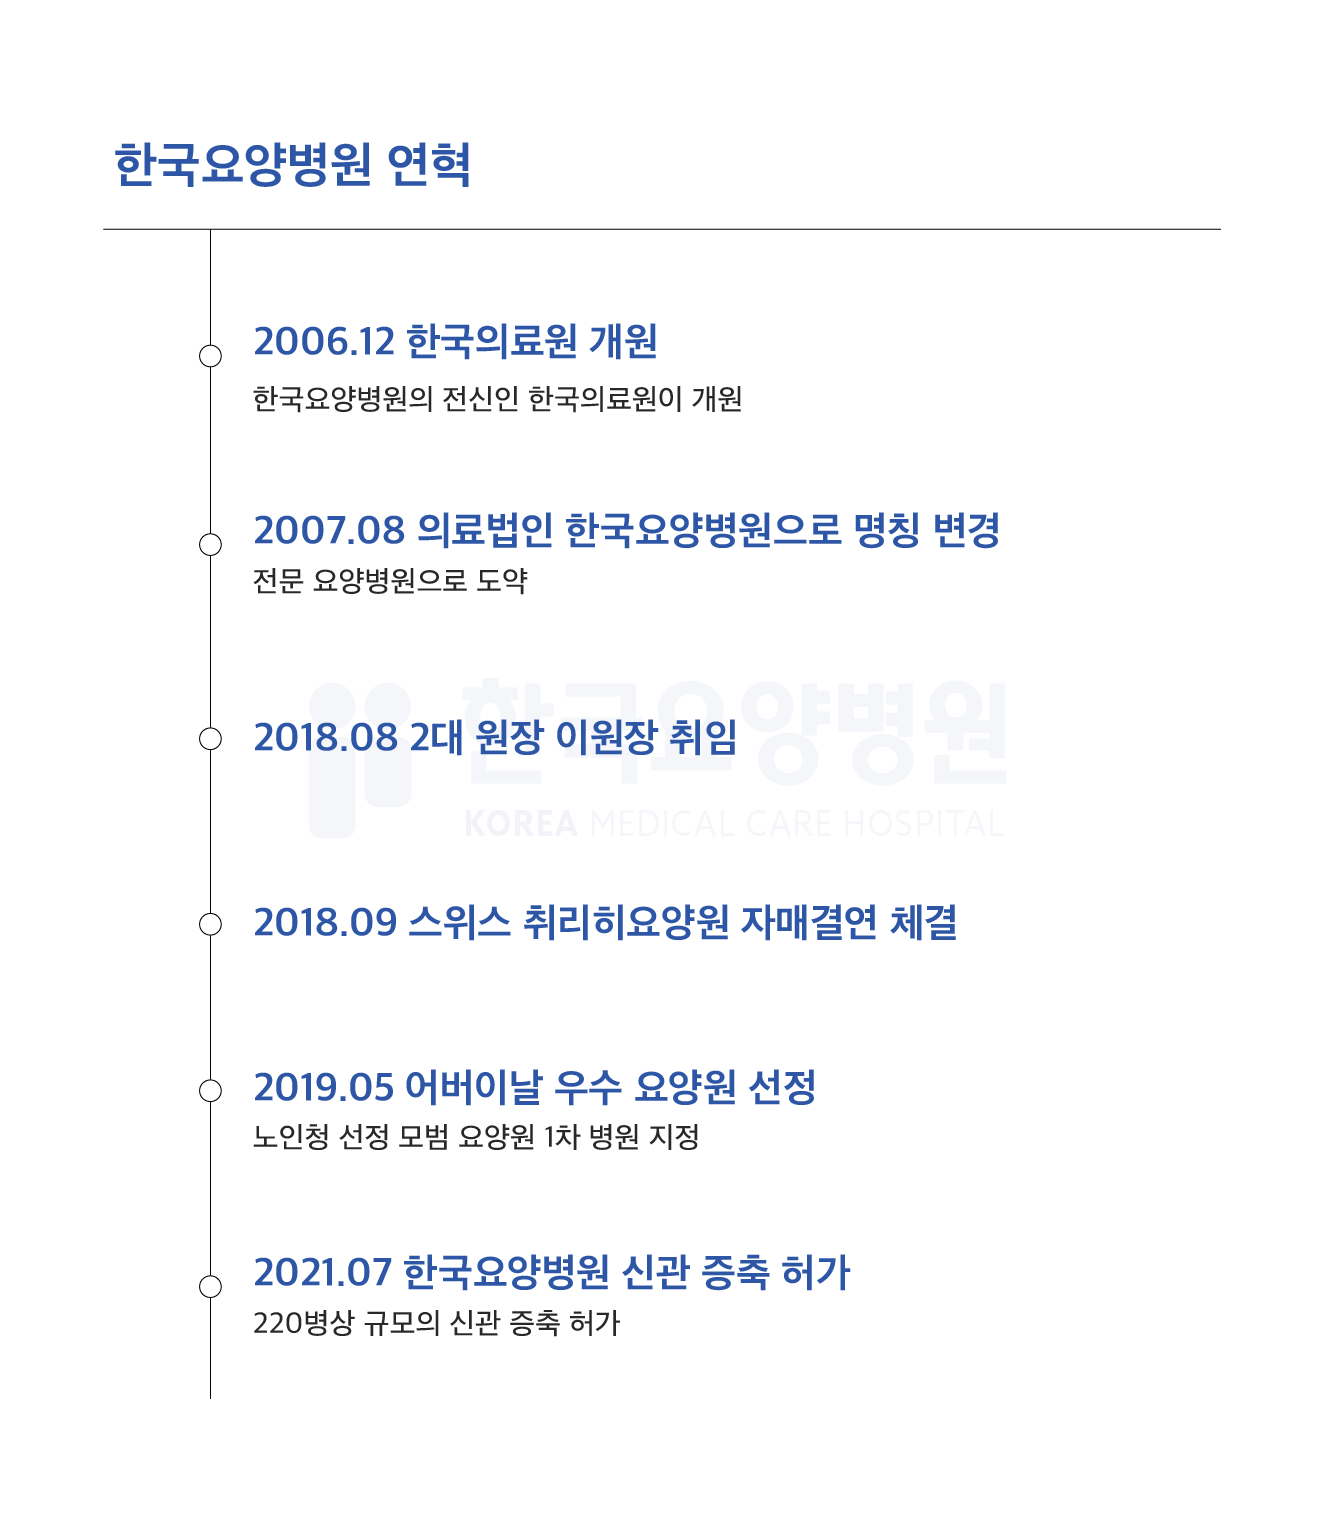 한국요양병원 연혁
2006.12 한국의료원 개원
한국요양병원의 전신인 한국의료원이 개원
2007.08 의료법인 한국요양병원으로 명칭 변경
전문 요양병원으로 도약
한국요양병원
2018.08 2대 원장 이원장 취임
KOREA MEDICAL CARE HOSPITAL
2018.09 스위스 취리히요양원 자매결연 체결
2019.05 어버이날 우수 요양원 선정
노인청 선정 모범 요양원 1차 병원 지정
2021.07 한국요양병원 신관 증축 허가
220병상 규모의 신관 증축 허가